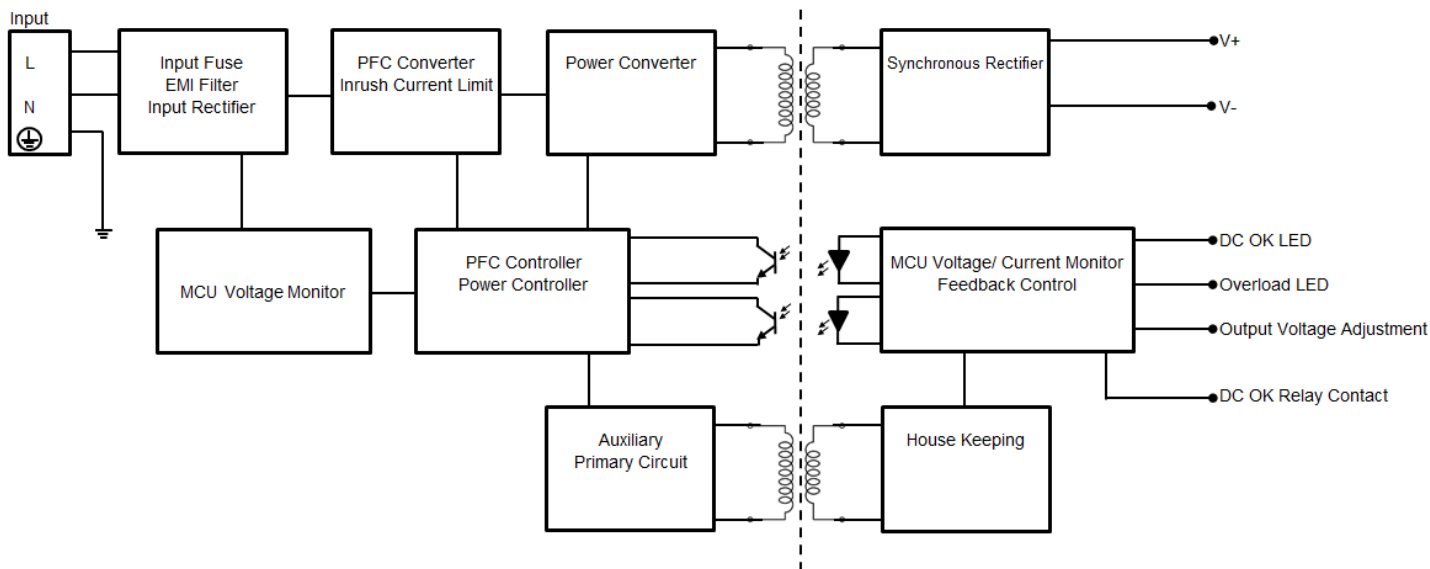 Input
L
N
Input Fuse
EMI Filter
Input Rectifier
PFC Converter
Inrush Current Limit
Power Converter
Synchronous Rectifier
V+
V-
MCU Voltage Monitor
PFC Controller
Power Controller
MCU Voltage/ Current Monitor
Feedback Control
DC OK LED
Overload LED
Output Voltage Adjustment
DC OK Relay Contact
Auxiliary
Primary Circuit
House Keeping